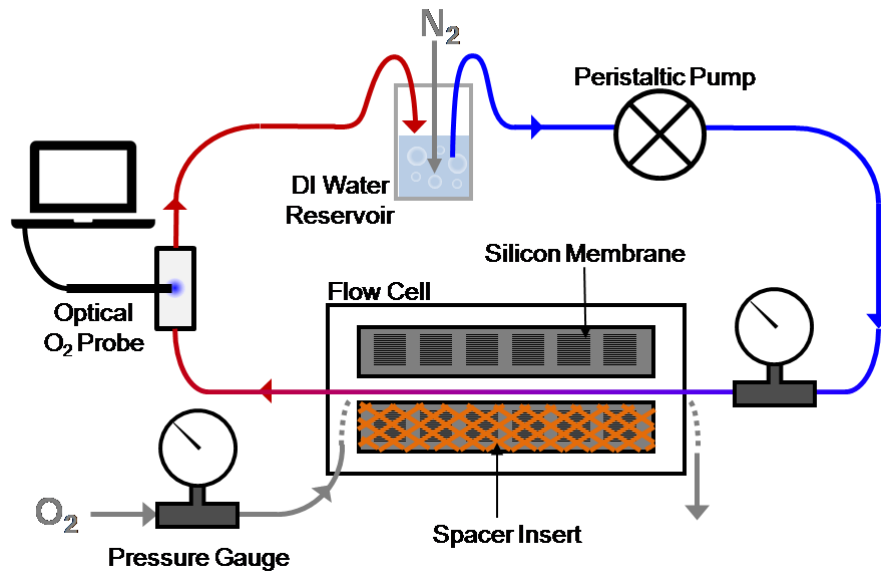 N₂
Peristaltic Pump
DI Water
Reservoir
Silicon Membrane
Flow Cell
Optical
O₂ Probe
O₂
Spacer Insert
Pressure Gauge